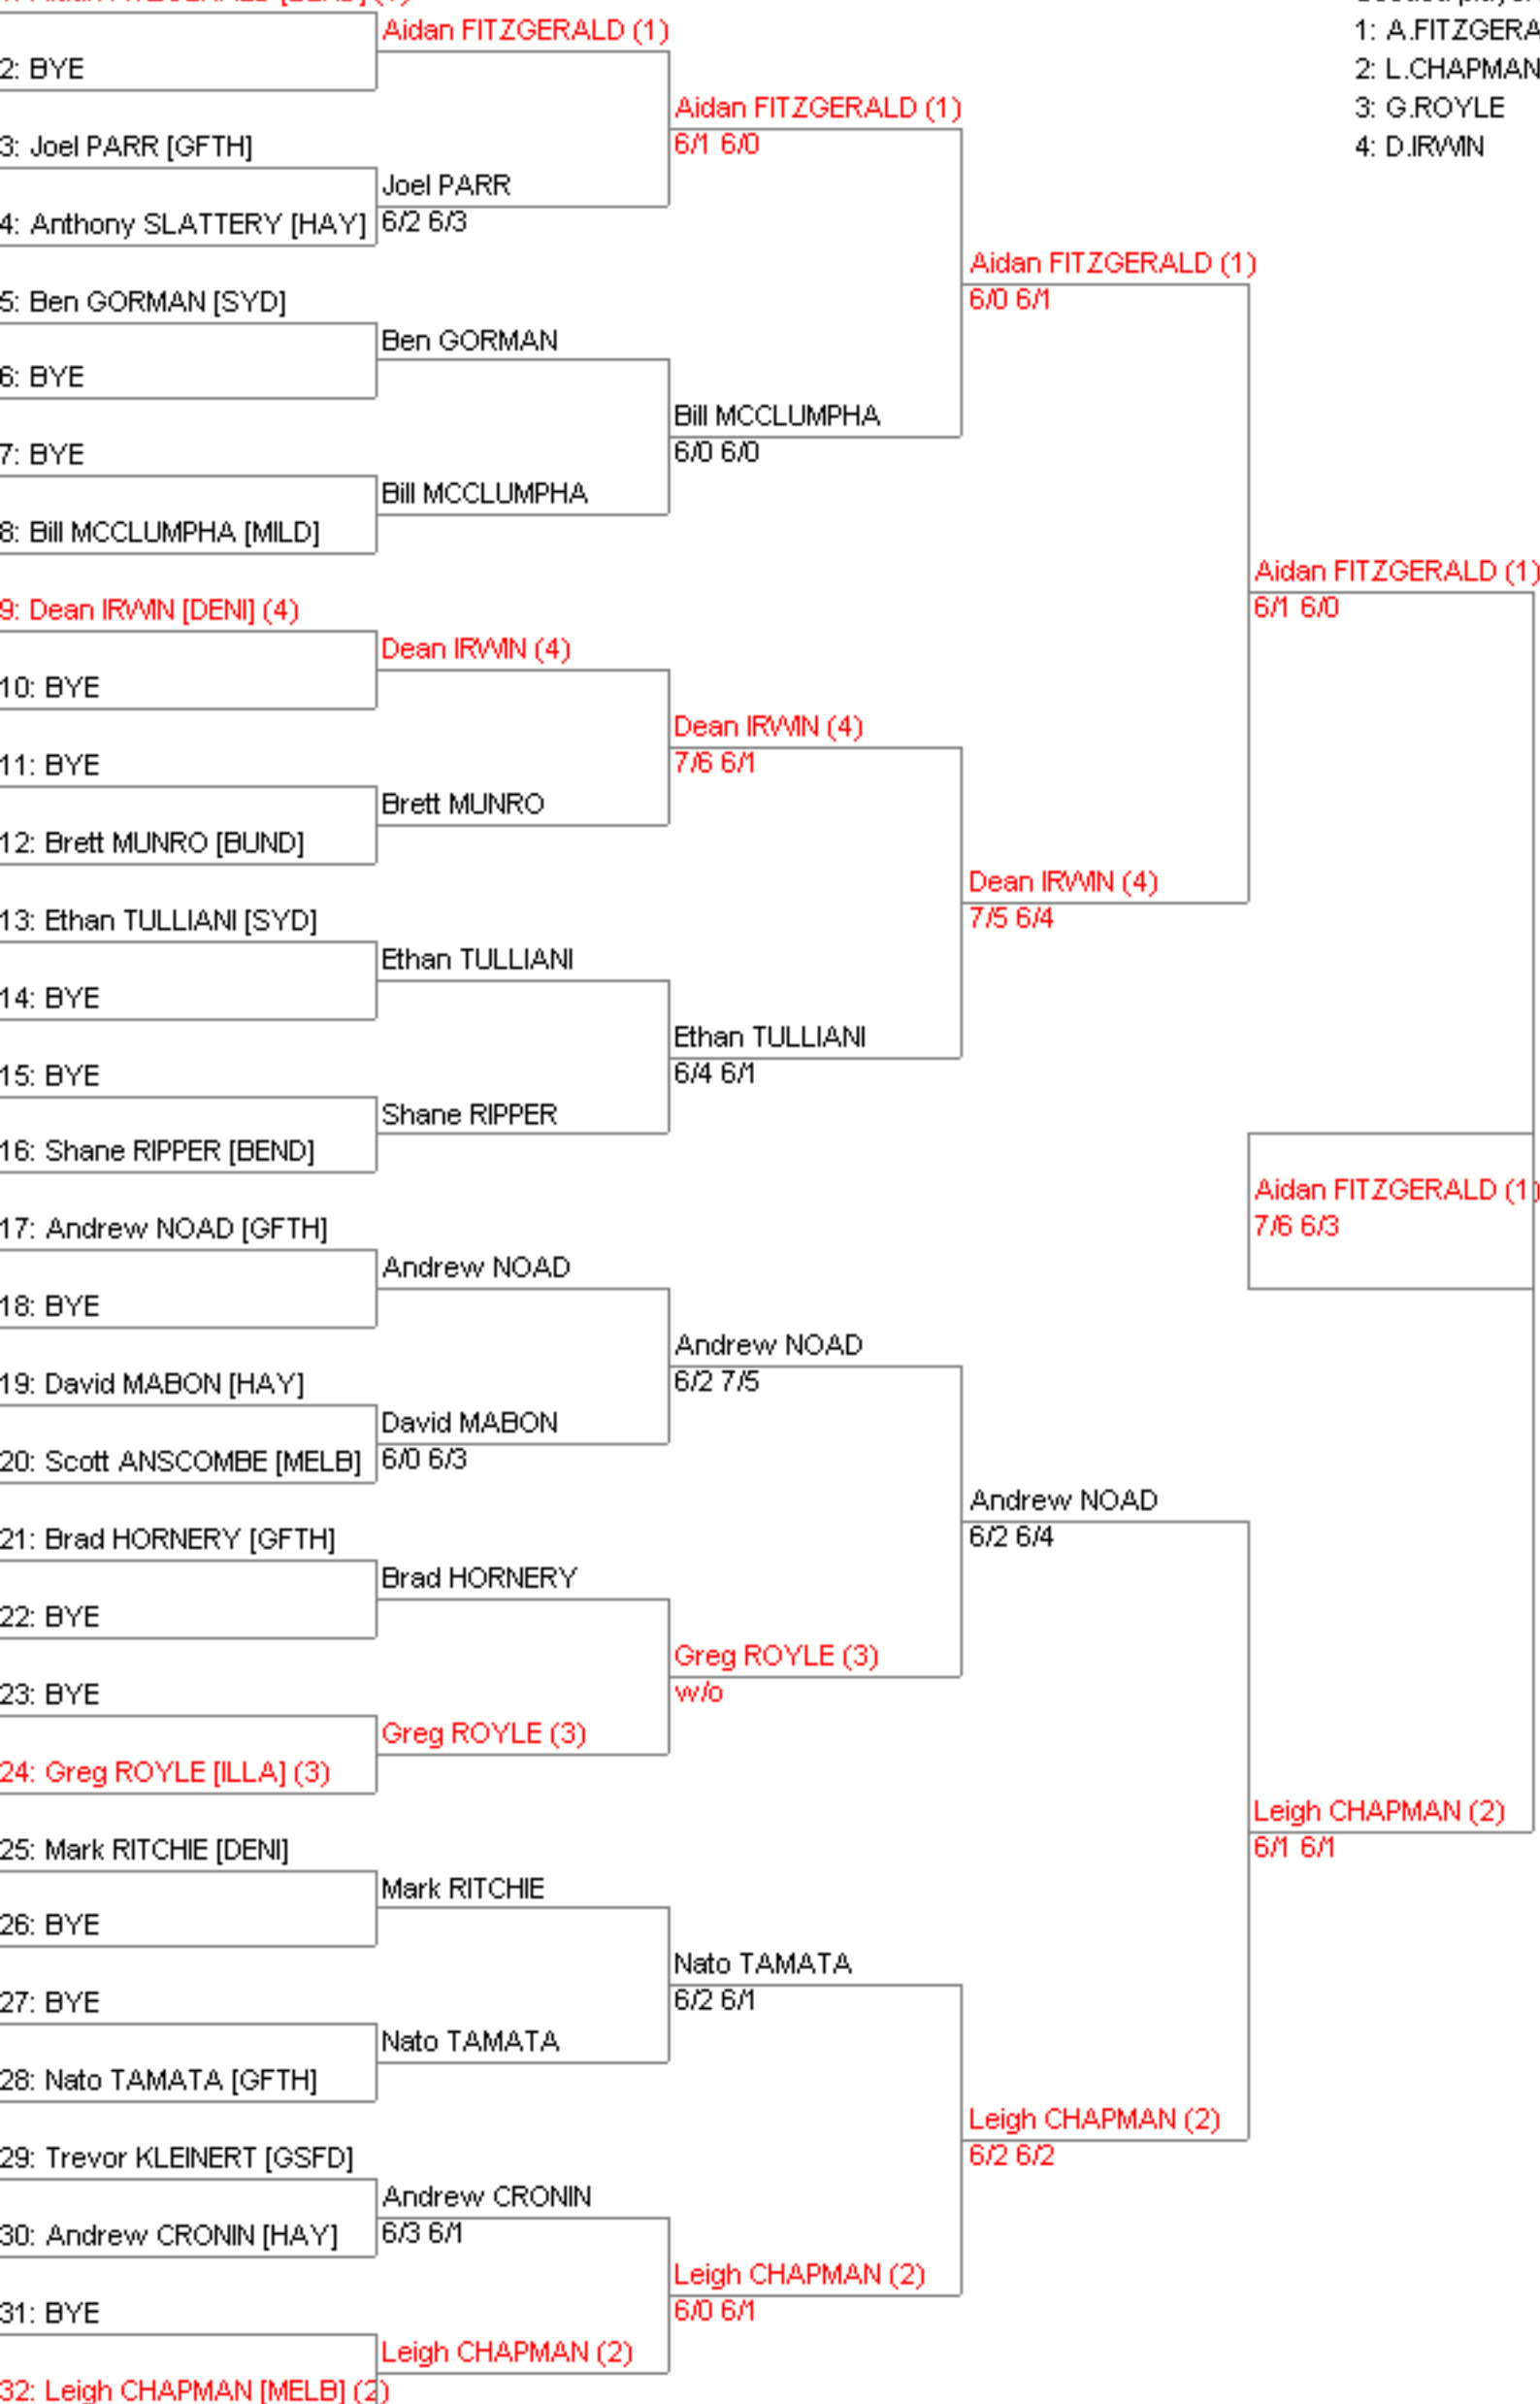 Aidan FITZGERALD (1)
2: BYE
3: Joel PARR [GFTH]
Joel PARR
4: Anthony SLATTERY [HAY]
6/2 6/3
Aidan FITZGERALD (1)
6/1 6/0
5: Ben GORMAN [SYD]
Ben GORMAN
6: BYE
7: BYE
Bill MCCLUMPHA
8: Bill MCCLUMPHA [MILD]
Bill MCCLUMPHA
6/0 6/0
Aidan FITZGERALD (1)
6/0 6/1
9: Dean IRWIN [DENI] (4)
Dean IRWIN (4)
10: BYE
11: BYE
Brett MUNRO
12: Brett MUNRO [BUND]
Dean IRWIN (4)
7/6 6/1
13: Ethan TULLIANI [SYD]
Ethan TULLIANI
14: BYE
15: BYE
Shane RIPPER
16: Shane RIPPER [BEND]
Ethan TULLIANI
6/4 6/1
Dean IRWIN (4)
7/5 6/4
Aidan FITZGERALD (1)
6/1 6/0
17: Andrew NOAD [GFTH]
Andrew NOAD
18: BYE
19: David MABON [HAY]
David MABON
20: Scott ANSCOMBE [MELB]
6/0 6/3
Andrew NOAD
6/2 7/5
21: Brad HORNERY [GFTH]
Brad HORNERY
22: BYE
23: BYE
Greg ROYLE (3)
24: Greg ROYLE [ILLA] (3)
Greg ROYLE (3)
w/o
Andrew NOAD
6/2 6/4
25: Mark RITCHIE [DENI]
Mark RITCHIE
26: BYE
27: BYE
Nato TAMATA
28: Nato TAMATA [GFTH]
Nato TAMATA
6/2 6/1
29: Trevor KLEINERT [GSFD]
Andrew CRONIN
30: Andrew CRONIN [HAY]
6/3 6/1
31: BYE
Leigh CHAPMAN (2)
32: Leigh CHAPMAN [MELB] (2)
Leigh CHAPMAN (2)
6/0 6/1
Leigh CHAPMAN (2)
6/2 6/2
Leigh CHAPMAN (2)
6/1 6/1
Aidan FITZGERALD (1)
7/6 6/3
1: A.FITZGERA
2: L.CHAPMAN
3: G.ROYLE
4: D.IRWIN